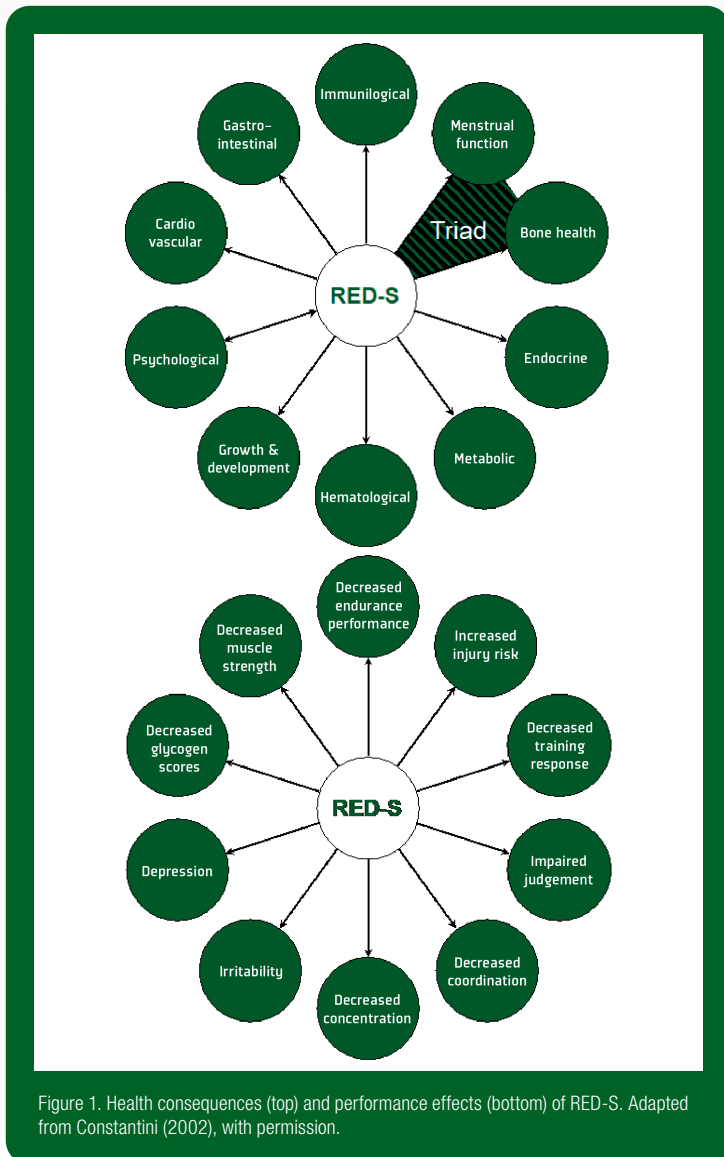 Immunilogical
Gastro-
intestinal
Menstrual
function
Cardio
vascular
Triad
Bone health
RED-S
Psychological
Endocrine
Growth &
development
Metabolic
Hematological
Decreased
endurance
performance
Decreased
muscle
strength
Increased
injury risk
Decreased
glycogen
scores
Decreased
training
response
RED-S
Depression
Impaired
judgement
Irritability
Decreased
coordination
Decreased
concentration
Figure 1. Health consequences (top) and performance effects (bottom) of RED-S. Adapted
from Constantini (2002), with permission.